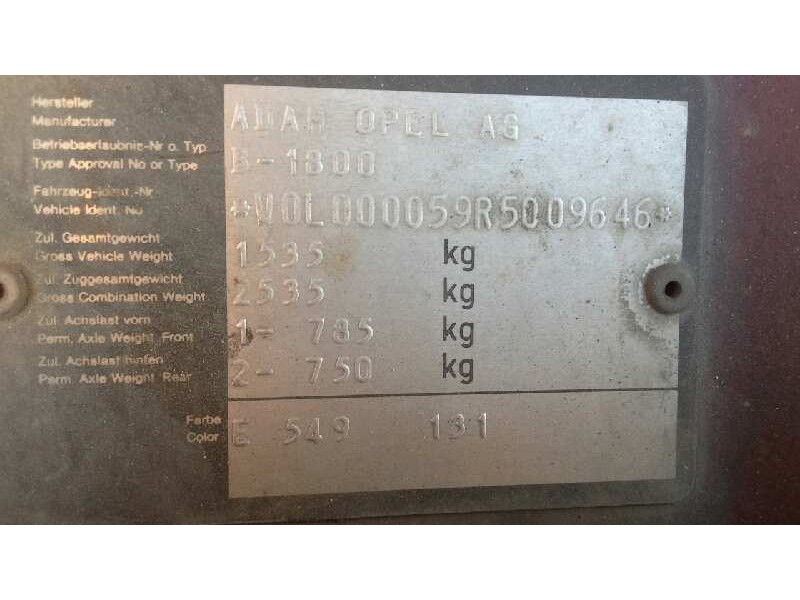 Hersteller
Manufacturer
ADAM OPEL AG
Betriebserlaubnis-Nr o. Typ
Type Approval No or Type
B-1800
Fahrzeug-Ident.-Nr
Vehicle Ident. No
*W0L000059R5009646*
Zul. Gesamtgewicht
Gross Vehicle Weight
1535 kg
Zul. Zuggesamtgewicht
Gross Combination Weight
2535 kg
Zul. Achslast vorn
Perm. Axle Weight Front
1- 785 kg
Zul. Achslast hinten
Perm. Axle Weight Rear
2- 750 kg
Farbe
Color
E 549 131